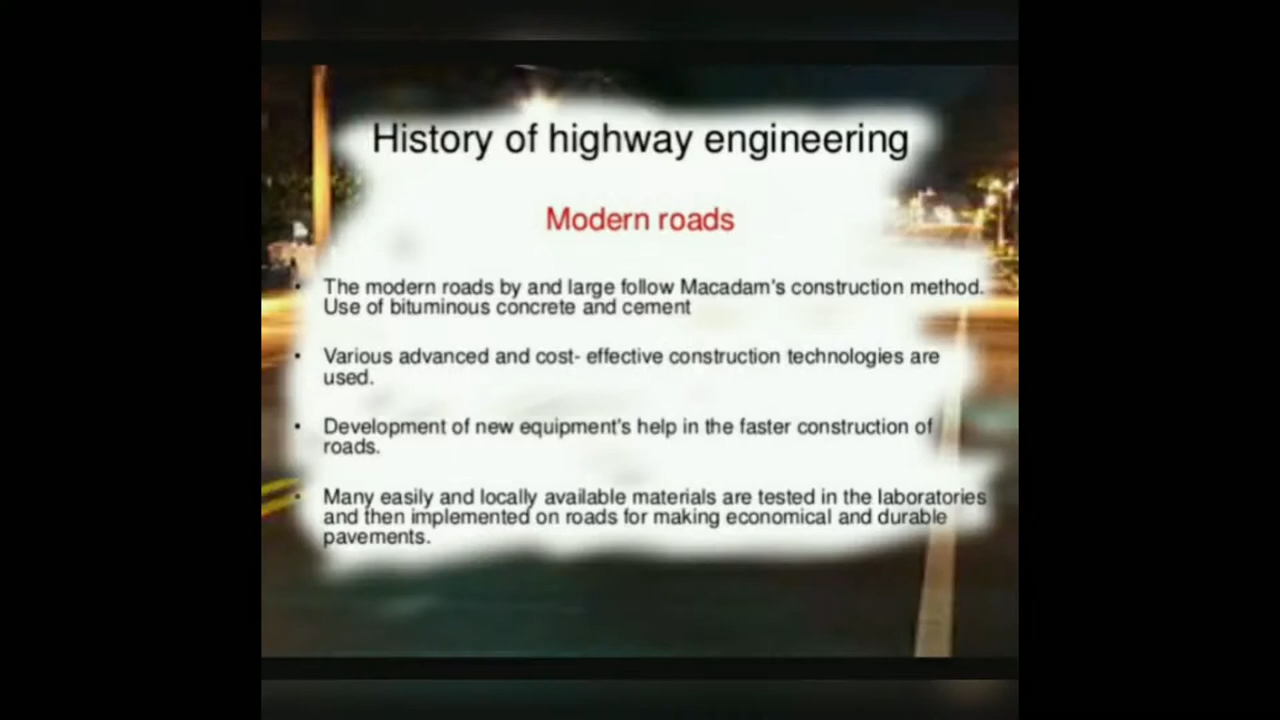 History of highway engineering
Modern roads
• The modern roads by and large follow Macadam's construction method.
Use of bituminous concrete and cement
• Various advanced and cost- effective construction technologies are
used.
• Development of new equipment's help in the faster construction of
roads.
• Many easily and locally available materials are tested in the laboratories
and then implemented on roads for making economical and durable
pavements.